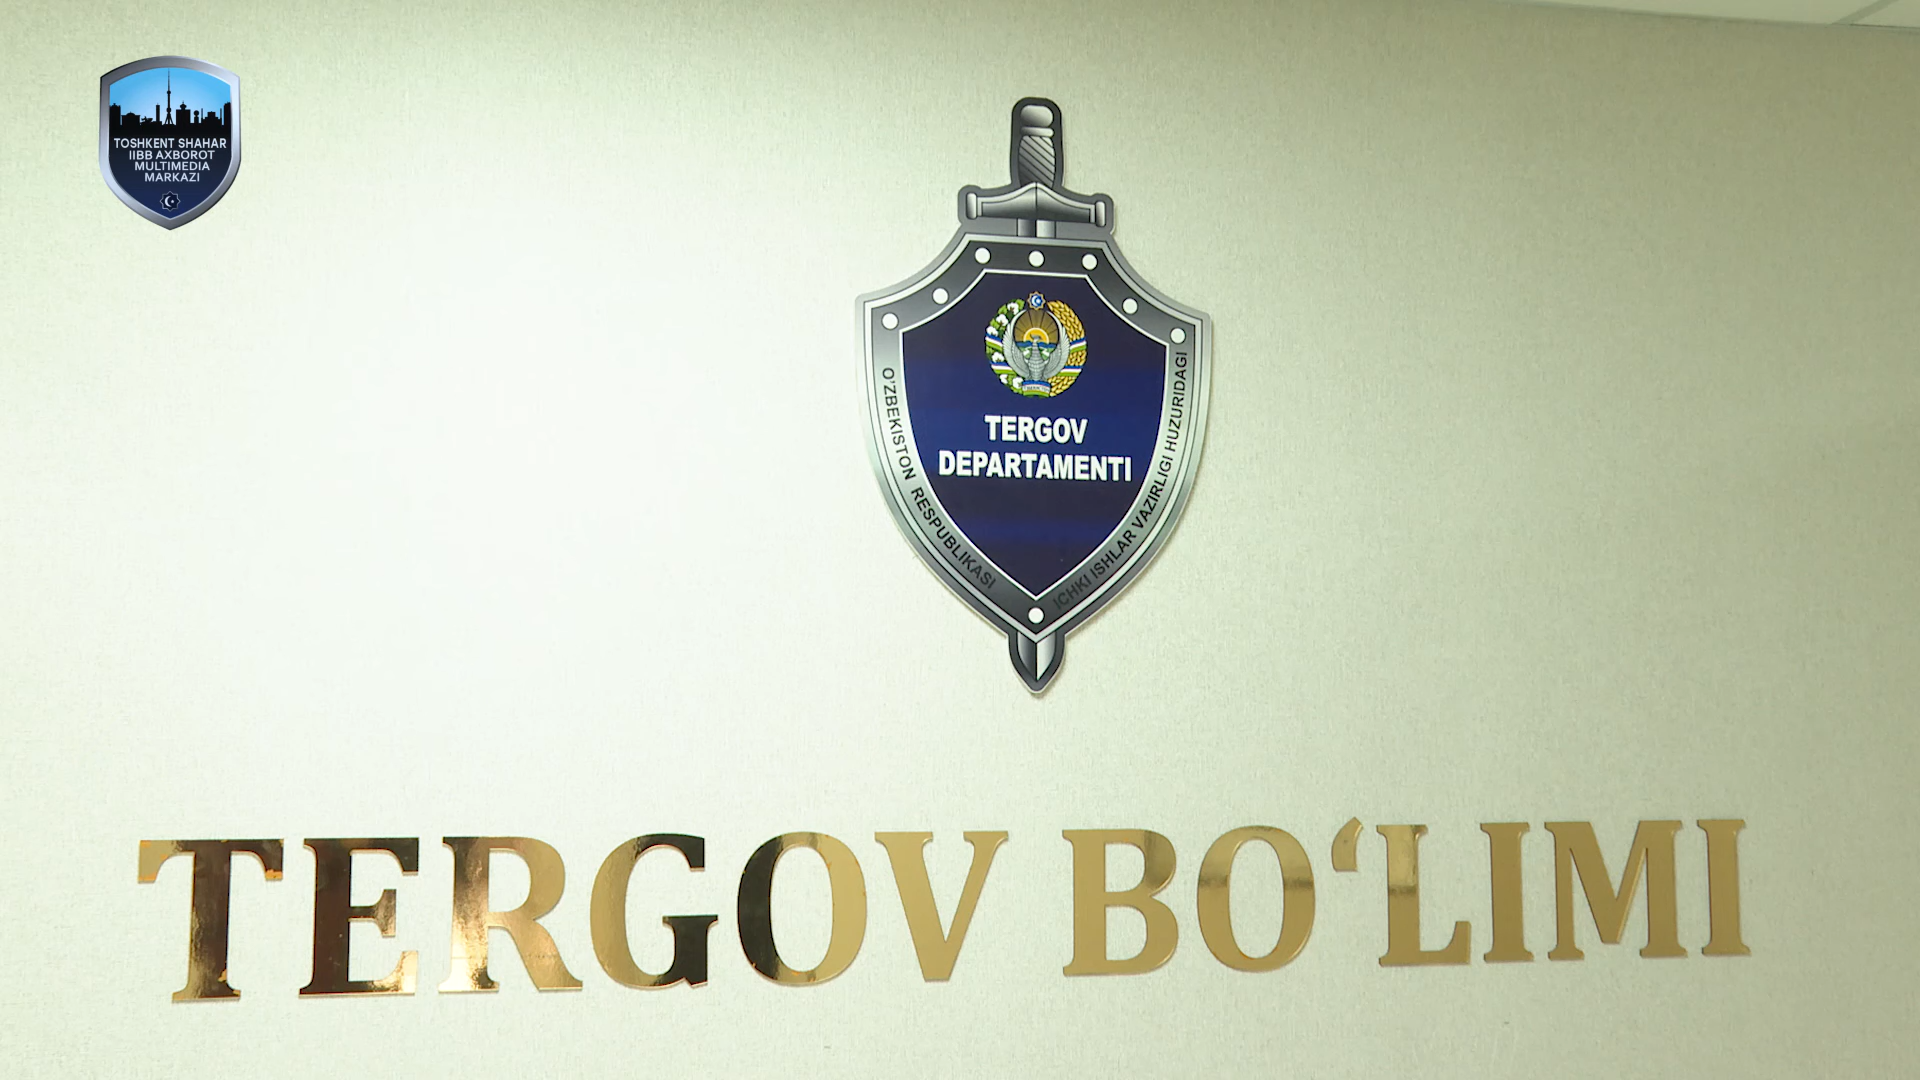 TOSHKENT SHAHAR
IIBB AXBOROT
MULTIMEDIA
MARKAZI
TERGOV
DEPARTAMENTI
O'ZBEKISTON RESPUBLIKASI
ICHKI ISHLAR VAZIRLIGI HUZURIDAGI
TERGOV BO‘LIMI